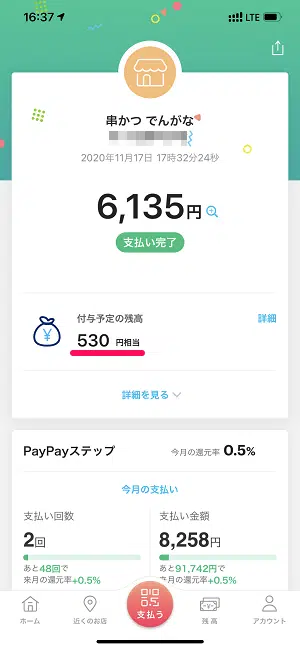 16:37
LTE
串かつ でんがな
2020年11月17日 17時32分24秒
6,135円
支払い完了
付与予定の残高
詳細
530 円相当
詳細を見る
PayPayステップ
今月の還元率 0.5%
今月の支払い
支払い回数
支払い金額
2回
8,258円
あと48回で
あと91,742円で
来月の還元率+0.5%
来月の還元率+0.5%
ホーム
近くのお店
支払う
残高
アカウント